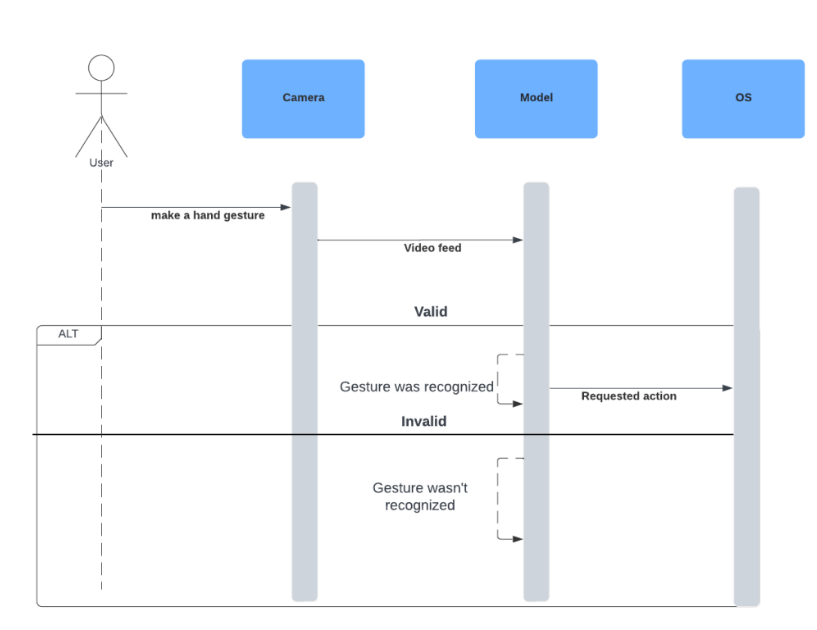 Camera
Model
OS
User
make a hand gesture
Video feed
Valid
ALT
Gesture was recognized
Requested action
Invalid
Gesture wasn't
recognized